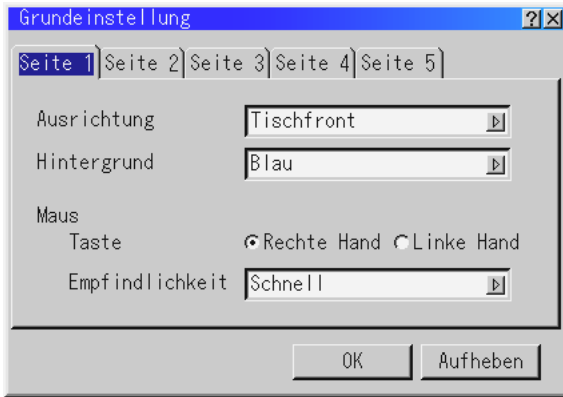 Grundeinstellung
Seite 1 Seite 2 Seite 3 Seite 4 Seite 5
Ausrichtung Tischfront
Hintergrund Blau
Maus
Taste Rechte Hand Linke Hand
Empfindlichkeit Schnell
OK Aufheben